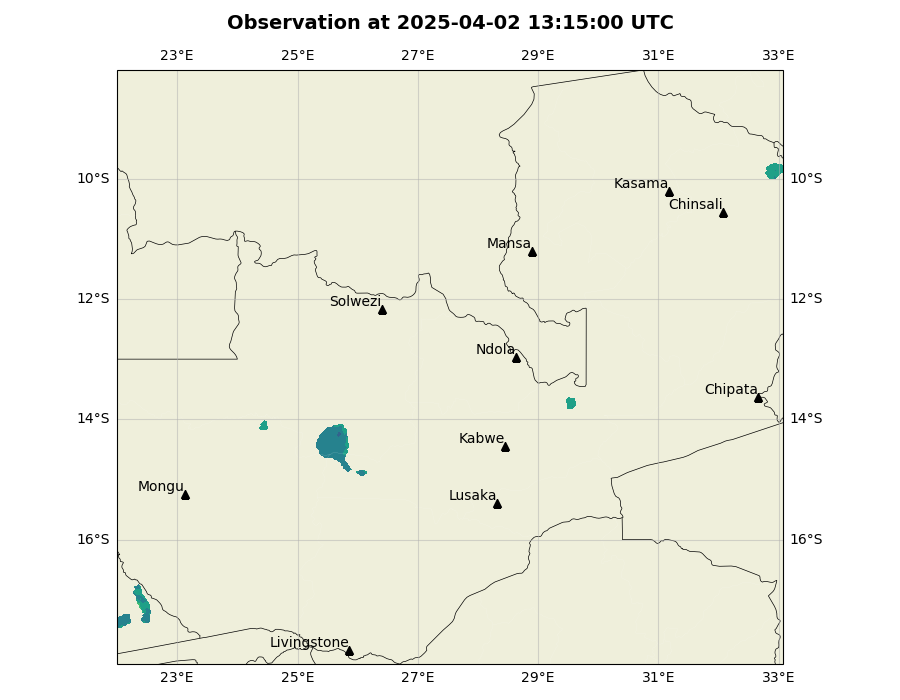 Observation at 2025-04-02 13:15:00 UTC
23°E 25°E 27°E 29°E 31°E 33°E
10°S 10°S
Kasama
Chinsali
Mansa
12°S 12°S
Solwezi
Ndola
Chipata
14°S 14°S
Kabwe
Mongu
Lusaka
16°S 16°S
Livingstone
23°E 25°E 27°E 29°E 31°E 33°E